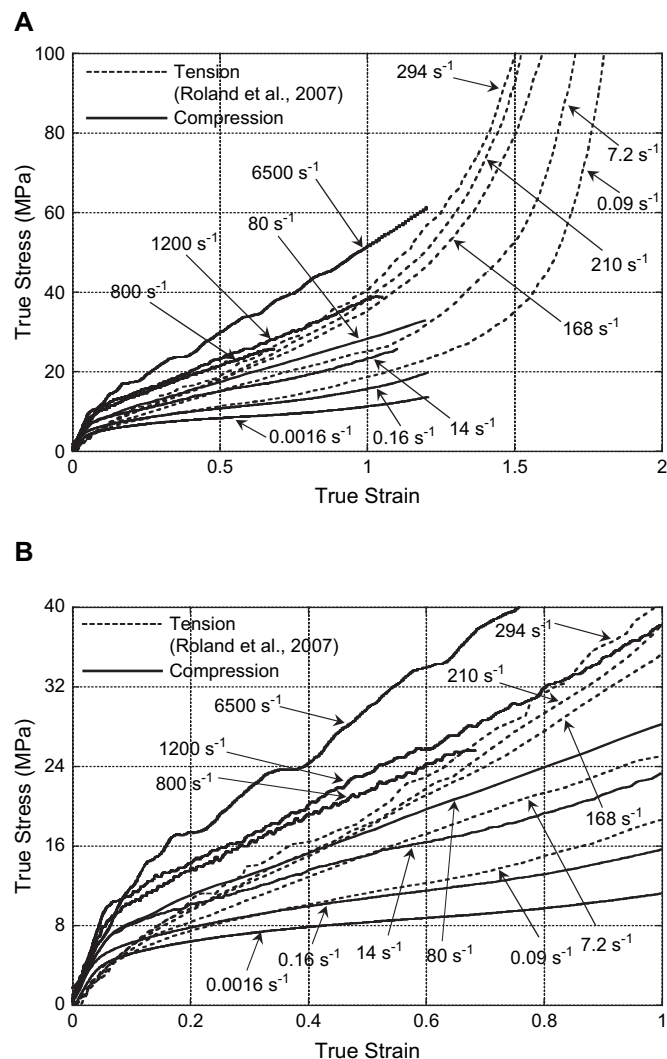 A
100
80
60
40
20
0
True Stress (MPa)
Tension
(Roland et al., 2007)
Compression
294 s⁻¹
7.2 s⁻¹
0.09 s⁻¹
6500 s⁻¹
80 s⁻¹
1200 s⁻¹
800 s⁻¹
210 s⁻¹
168 s⁻¹
14 s⁻¹
0.16 s⁻¹
0.0016 s⁻¹
0
0.5
1
1.5
2
True Strain
B
40
32
24
16
8
0
True Stress (MPa)
Tension
(Roland et al., 2007)
Compression
294 s⁻¹
210 s⁻¹
6500 s⁻¹
1200 s⁻¹
800 s⁻¹
168 s⁻¹
7.2 s⁻¹
0.09 s⁻¹
80 s⁻¹
14 s⁻¹
0.16 s⁻¹
0.0016 s⁻¹
0
0.2
0.4
0.6
0.8
1
True Strain